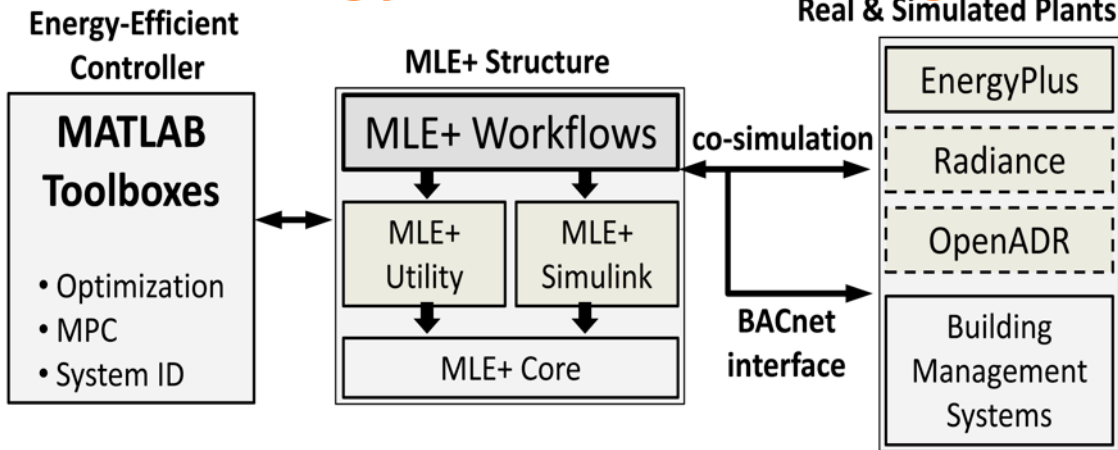 Energy-Efficient
Controller
MATLAB
Toolboxes
• Optimization
• MPC
• System ID
MLE+ Structure
MLE+ Workflows
MLE+
Utility
MLE+
Simulink
MLE+ Core
co-simulation
BACnet
interface
Real & Simulated Plants
EnergyPlus
Radiance
OpenADR
Building
Management
Systems